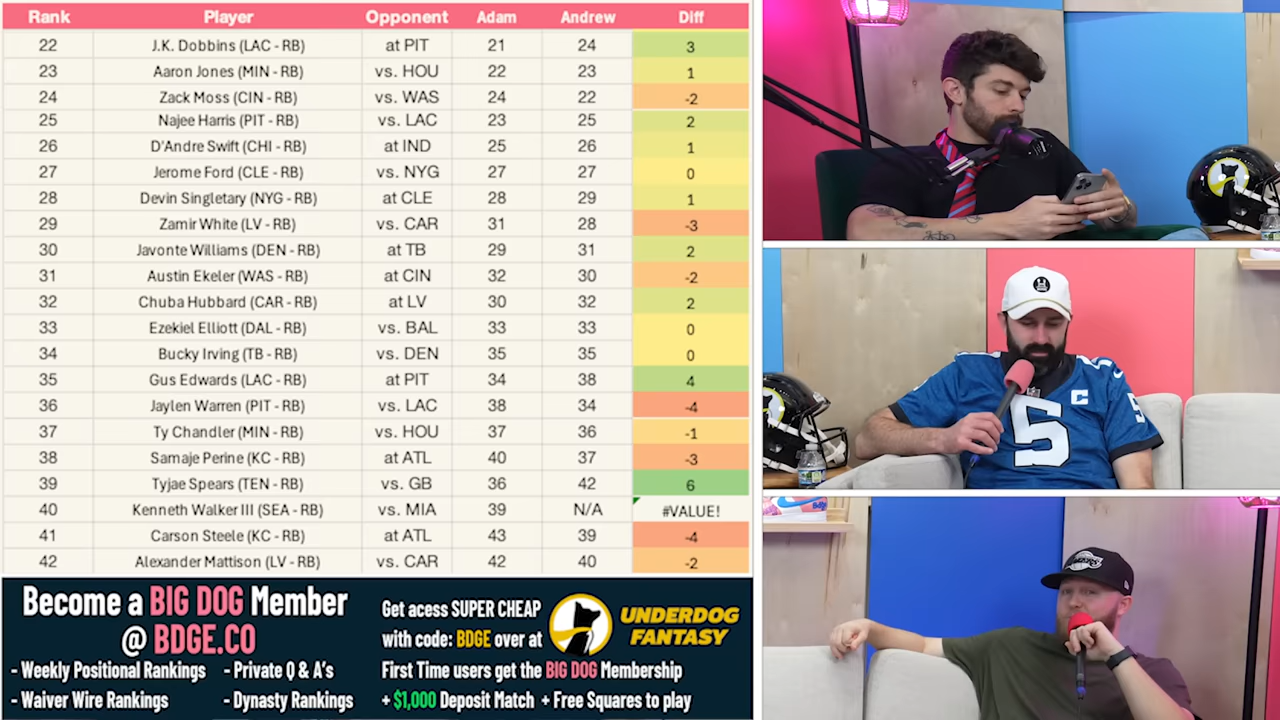 Rank Player Opponent Adam Andrew Diff
22 J.K. Dobbins (LAC - RB) at PIT 21 24 3
23 Aaron Jones (MIN - RB) vs. HOU 22 23 1
24 Zack Moss (CIN - RB) vs. WAS 24 22 -2
25 Najee Harris (PIT - RB) vs. LAC 23 25 2
26 D'Andre Swift (CHI - RB) at IND 25 26 1
27 Jerome Ford (CLE - RB) vs. NYG 27 27 0
28 Devin Singletary (NYG - RB) at CLE 28 29 1
29 Zamir White (LV - RB) vs. CAR 31 28 -3
30 Javonte Williams (DEN - RB) at TB 29 31 2
31 Austin Ekeler (WAS - RB) at CIN 32 30 -2
32 Chuba Hubbard (CAR - RB) at LV 30 32 2
33 Ezekiel Elliott (DAL - RB) vs. BAL 33 33 0
34 Bucky Irving (TB - RB) vs. DEN 35 35 0
35 Gus Edwards (LAC - RB) at PIT 34 38 4
36 Jaylen Warren (PIT - RB) vs. LAC 38 34 -4
37 Ty Chandler (MIN - RB) vs. HOU 37 36 -1
38 Samaje Perine (KC - RB) at ATL 40 37 -3
39 Tyjae Spears (TEN - RB) vs. GB 36 42 6
40 Kenneth Walker III (SEA - RB) vs. MIA 39 N/A #VALUE!
41 Carson Steele (KC - RB) at ATL 43 39 -4
42 Alexander Mattison (LV - RB) vs. CAR 42 40 -2
Become a BIG DOG Member
@ BDGE.CO
- Weekly Positional Rankings - Private Q & A's
- Waiver Wire Rankings - Dynasty Rankings
Get acess SUPER CHEAP
with code: BDGE over at
UNDERDOG
FANTASY
First Time users get the BIG DOG Membership
+ $1,000 Deposit Match + Free Squares to play
C
5
5